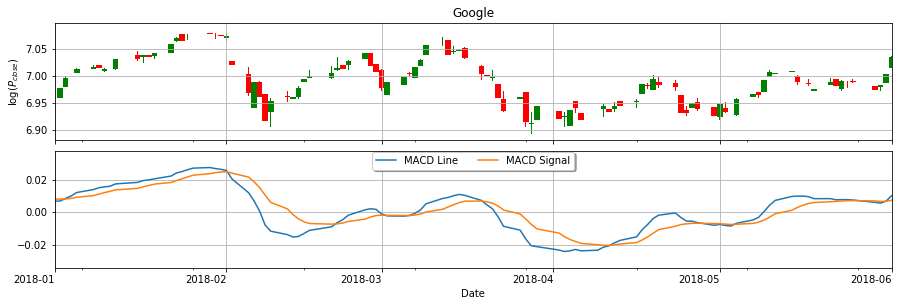 Google
log(P_close)
7.05
7.00
6.95
6.90
MACD Line
MACD Signal
0.02
0.00
−0.02
2018-01
2018-02
2018-03
2018-04
2018-05
2018-06
Date